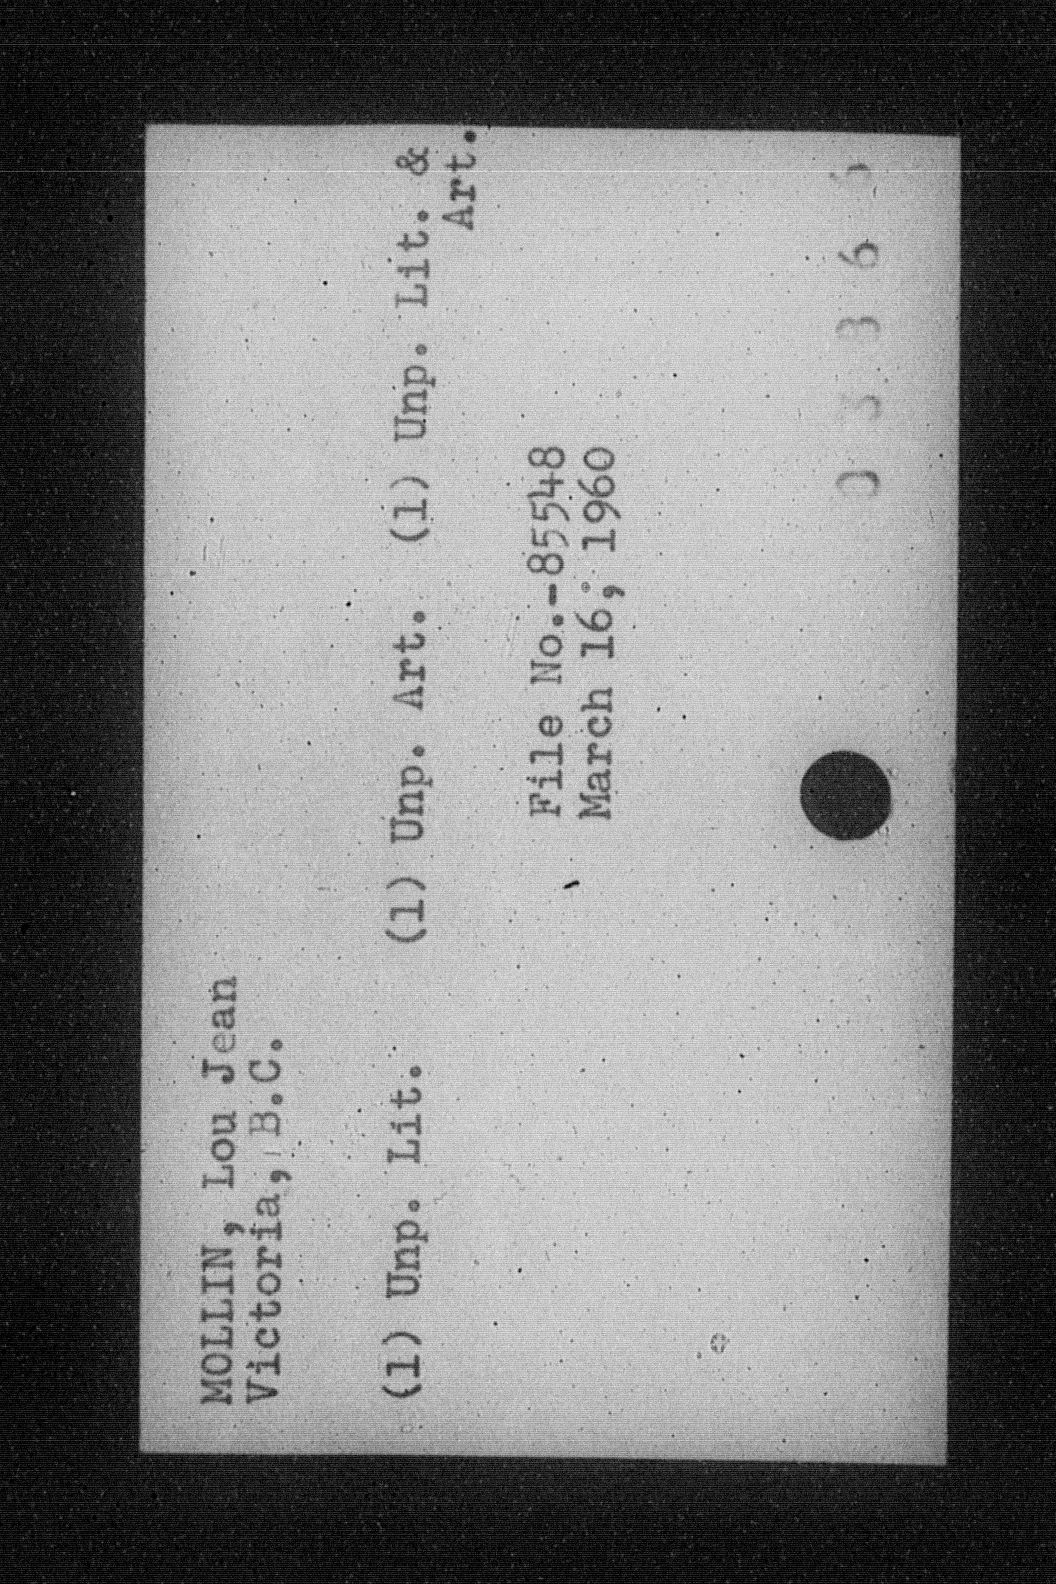 MOLLIN, Lou Jean
Victoria, B.C.
(1) Unp. Lit. (1) Unp. Art. (1) Unp. Lit. & Art.
File No.-85548
March 16, 1960